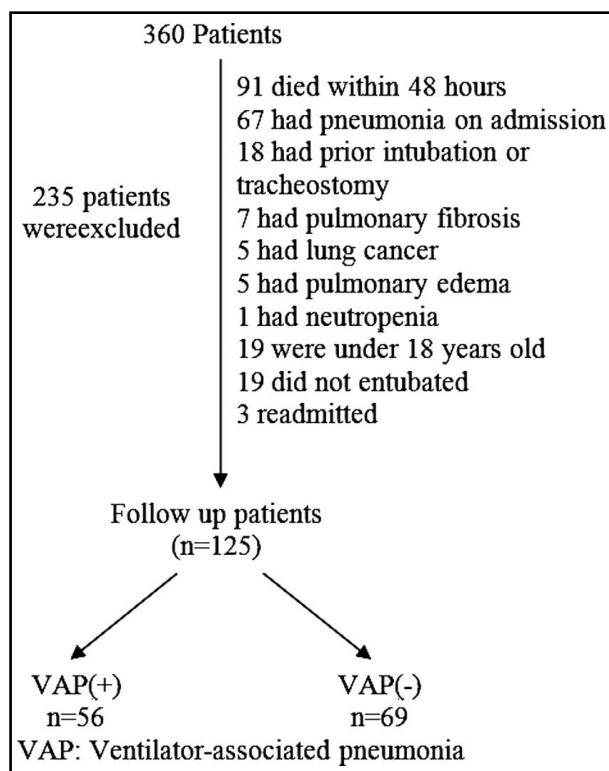 360 Patients
91 died within 48 hours
67 had pneumonia on admission
18 had prior intubation or
tracheostomy
7 had pulmonary fibrosis
5 had lung cancer
5 had pulmonary edema
1 had neutropenia
19 were under 18 years old
19 did not entubated
3 readmitted
235 patients
wereexcluded
Follow up patients
(n=125)
VAP(+)
n=56
VAP(-)
n=69
VAP: Ventilator-associated pneumonia